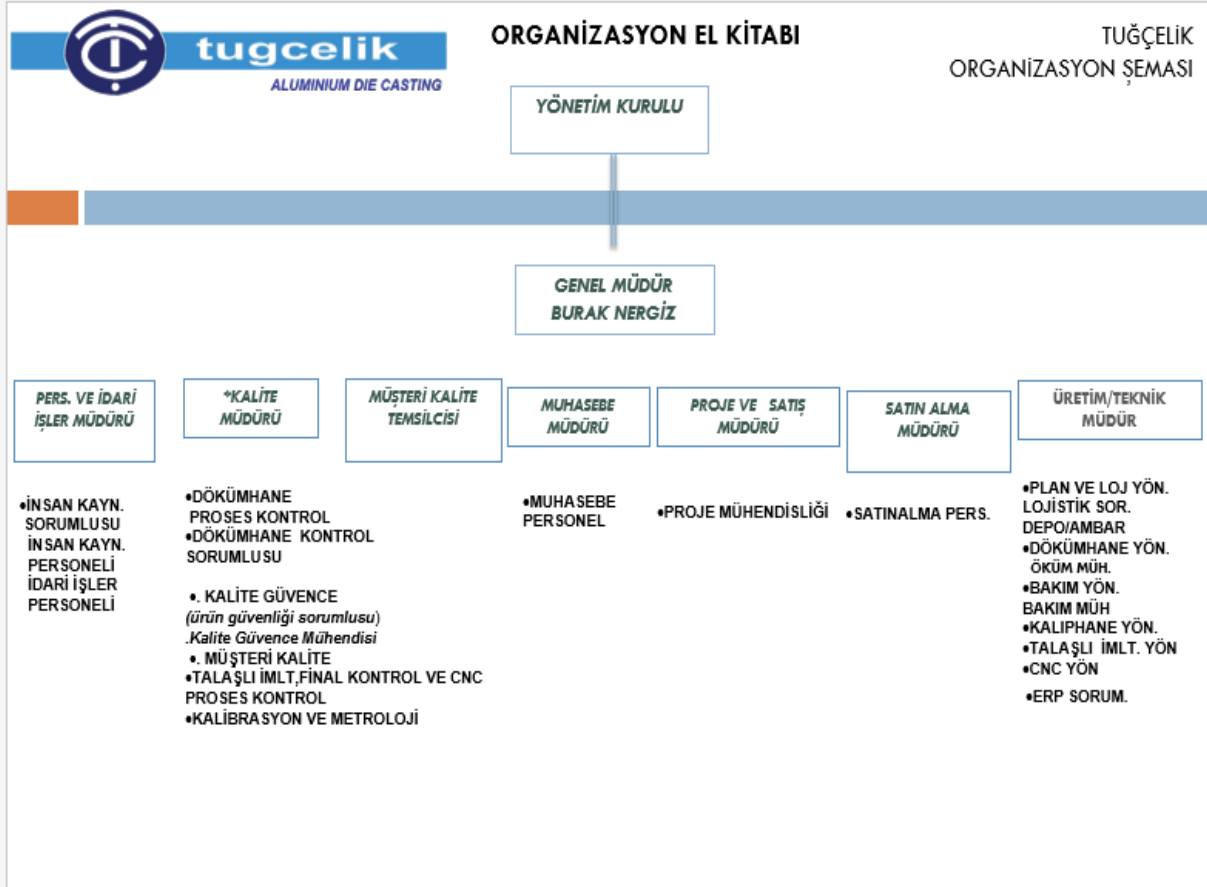 tugcelik
ALUMINIUM DIE CASTING
ORGANİZASYON EL KİTABI
TUĞÇELİK
ORGANİZASYON ŞEMASI
YÖNETİM KURULU
GENEL MÜDÜR
BURAK NERGİZ
PERS. VE İDARİ
İŞLER MÜDÜRÜ
*KALİTE
MÜDÜRÜ
MÜŞTERİ KALİTE
TEMSİLCİSİ
MUHASEBE
MÜDÜRÜ
PROJE VE SATIŞ
MÜDÜRÜ
SATIN ALMA
MÜDÜRÜ
ÜRETİM/TEKNİK
MÜDÜR
•İNSAN KAYN.
SORUMLUSU
İNSAN KAYN.
PERSONELİ
İDARİ İŞLER
PERSONELİ
•DÖKÜMHANE
PROSES KONTROL
•DÖKÜMHANE KONTROL
SORUMLUSU
•. KALİTE GÜVENCE
(ürün güvenliği sorumlusu)
.Kalite Güvence Mühendisi
•. MÜŞTERİ KALİTE
•TALAŞLI İMLT,FİNAL KONTROL VE CNC
PROSES KONTROL
•KALİBRASYON VE METROLOJİ
•MUHASEBE
PERSONEL
•PROJE MÜHENDİSLİĞİ
•SATINALMA PERS.
•PLAN VE LOJ YÖN.
LOJİSTİK SOR.
DEPO/AMBAR
•DÖKÜMHANE YÖN.
ÖKÜM MÜH.
•BAKIM YÖN.
BAKIM MÜH
•KALIPHANE YÖN.
•TALAŞLI İMLT. YÖN
•CNC YÖN
•ERP SORUM.